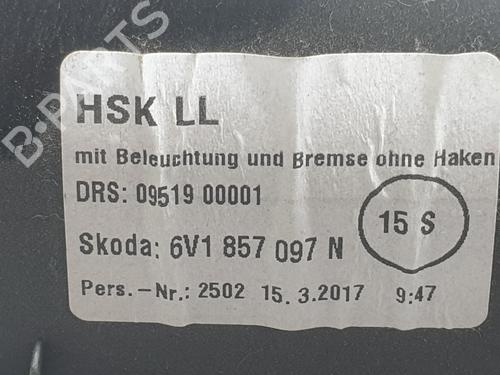 HSK LL
mit Beleuchtung und Bremse ohne Haken
DRS: 09519 00001
15 S
Skoda: 6V1 857 097 N
Pers.-Nr.: 2502 15.3.2017 9:47
B-PARTS